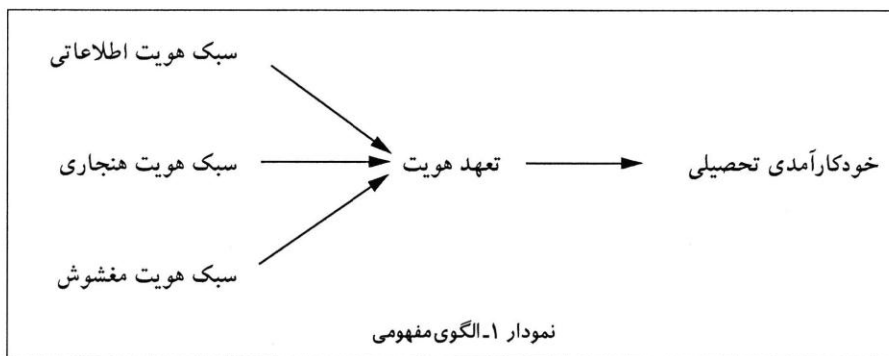 سبک هویت اطلاعاتی
سبک هویت هنجاری
تعهد هویت
خودکارآمدی تحصیلی
سبک هویت مغشوش
نمودار ۱ـ الگوی مفهومی